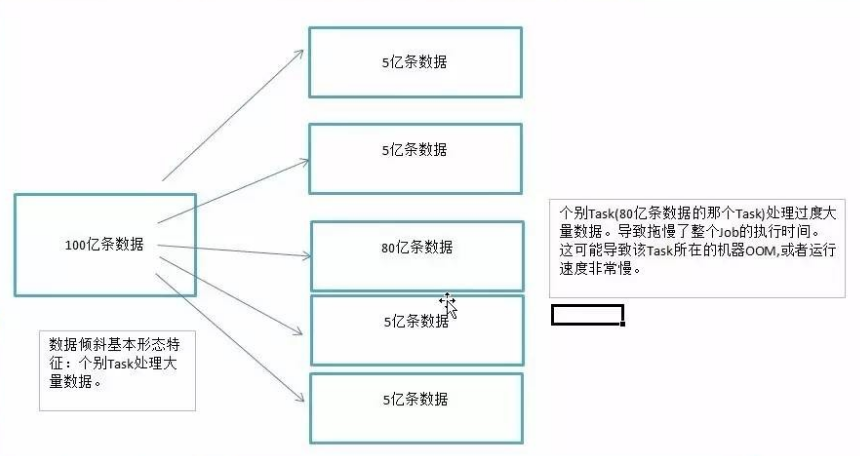 5亿条数据
5亿条数据
100亿条数据
80亿条数据
5亿条数据
5亿条数据
个别Task(80亿条数据的那个Task)处理过度大
量数据。导致拖慢了整个Job的执行时间。
这可能导致该Task所在的机器OOM,或者运行
速度非常慢。
数据倾斜基本形态特
征：个别Task处理大
量数据。